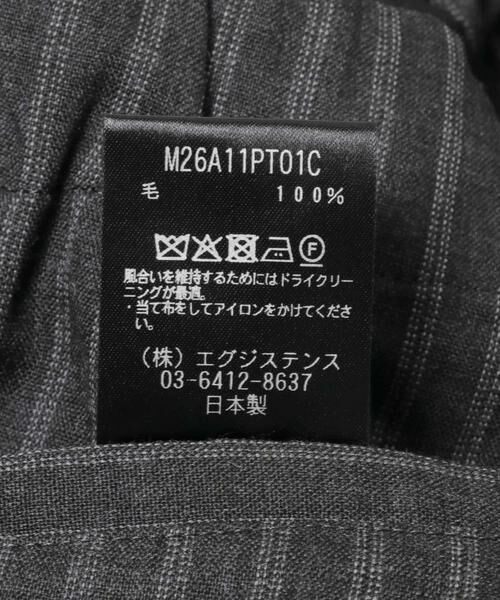 M26A11PT01C
毛 100%
風合いを維持するためにはドライクリー
ニングが最適。
・当て布をしてアイロンをかけてくださ
い。
(株) エグジステンス
03-6412-8637
日本製